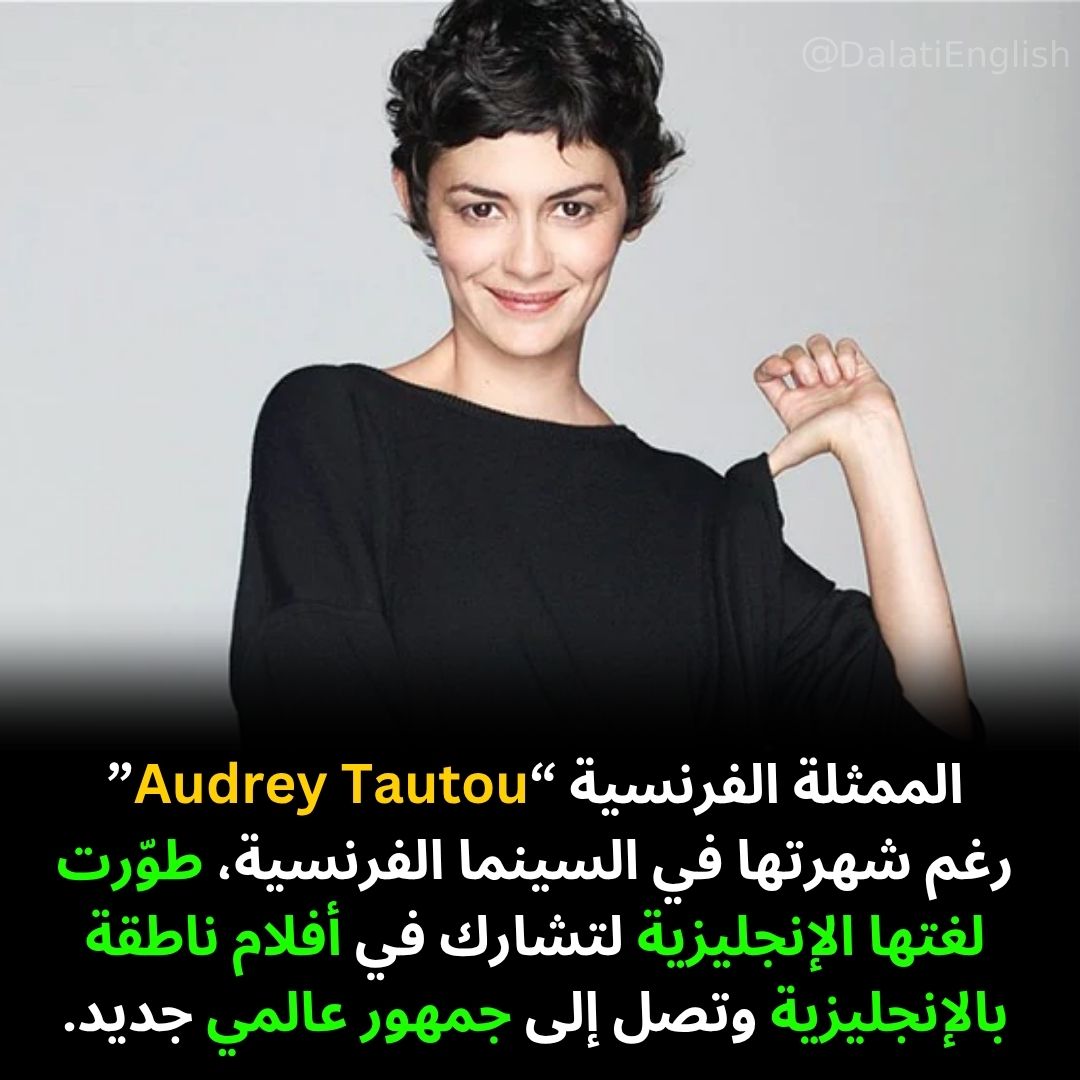 @DalatiEnglish
الممثلة الفرنسية “Audrey Tautou”
رغم شهرتها في السينما الفرنسية، طوّرت
لغتها الإنجليزية لتشارك في أفلام ناطقة
بالإنجليزية وتصل إلى جمهور عالمي جديد.